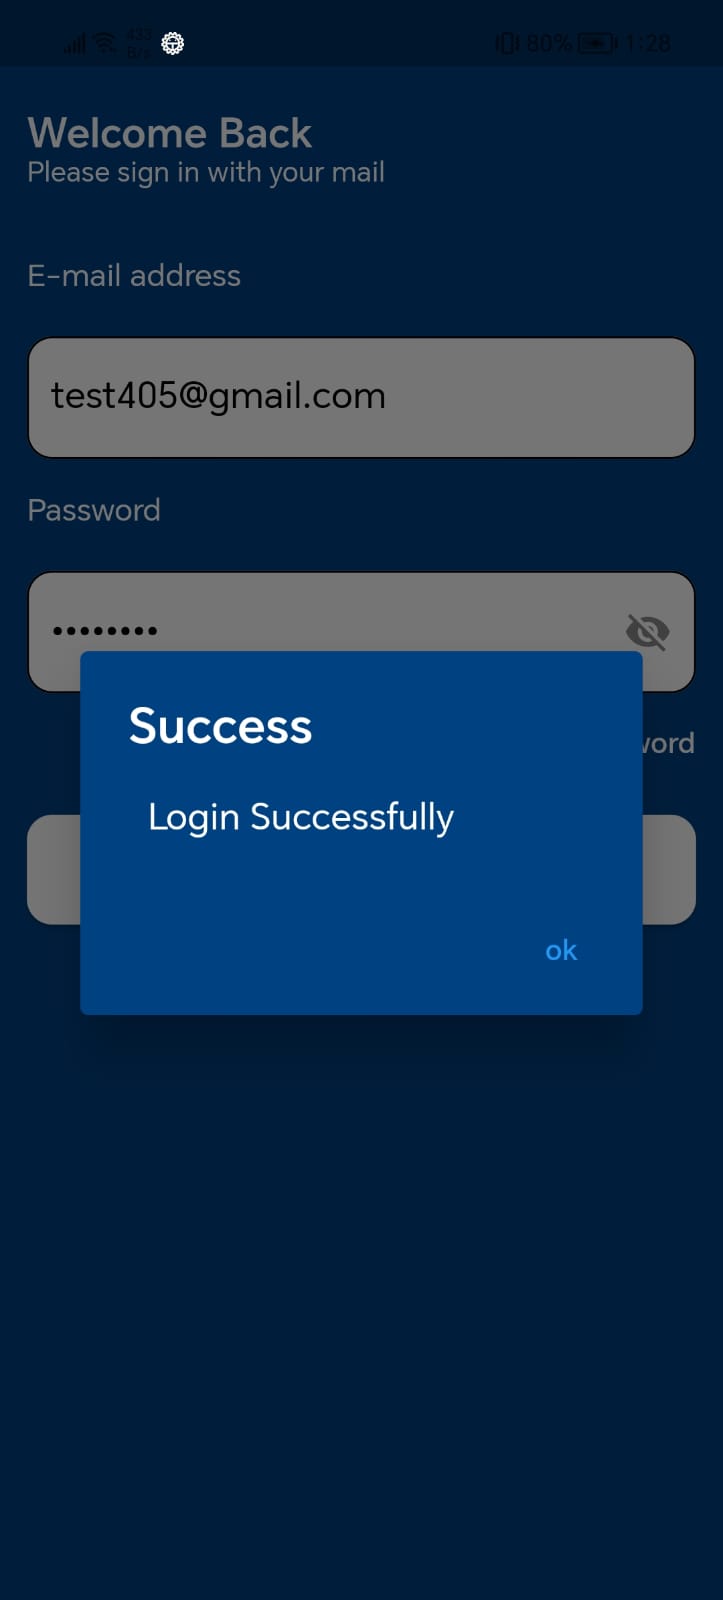 433
B/s
80%
1:28
Welcome Back
Please sign in with your mail
E-mail address
test405@gmail.com
Password
Success
Login Successfully
ok